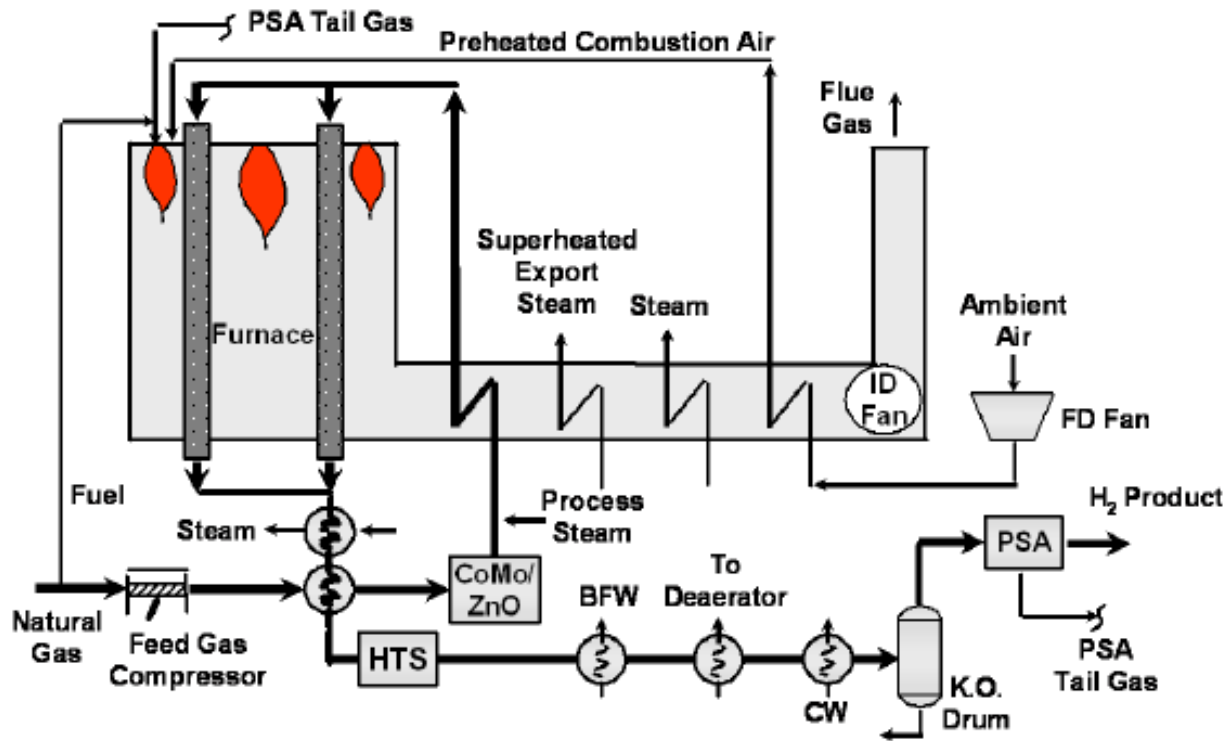 PSA Tail Gas
Preheated Combustion Air
Flue
Gas
Superheated
Export
Steam
Steam
Ambient
Air
Furnace
ID
Fan
FD Fan
Fuel
Process
Steam
H₂ Product
Steam
PSA
CoMo/
ZnO
To
Deaerator
BFW
Natural
Gas
Feed Gas
Compressor
HTS
PSA
Tail Gas
CW
K.O.
Drum